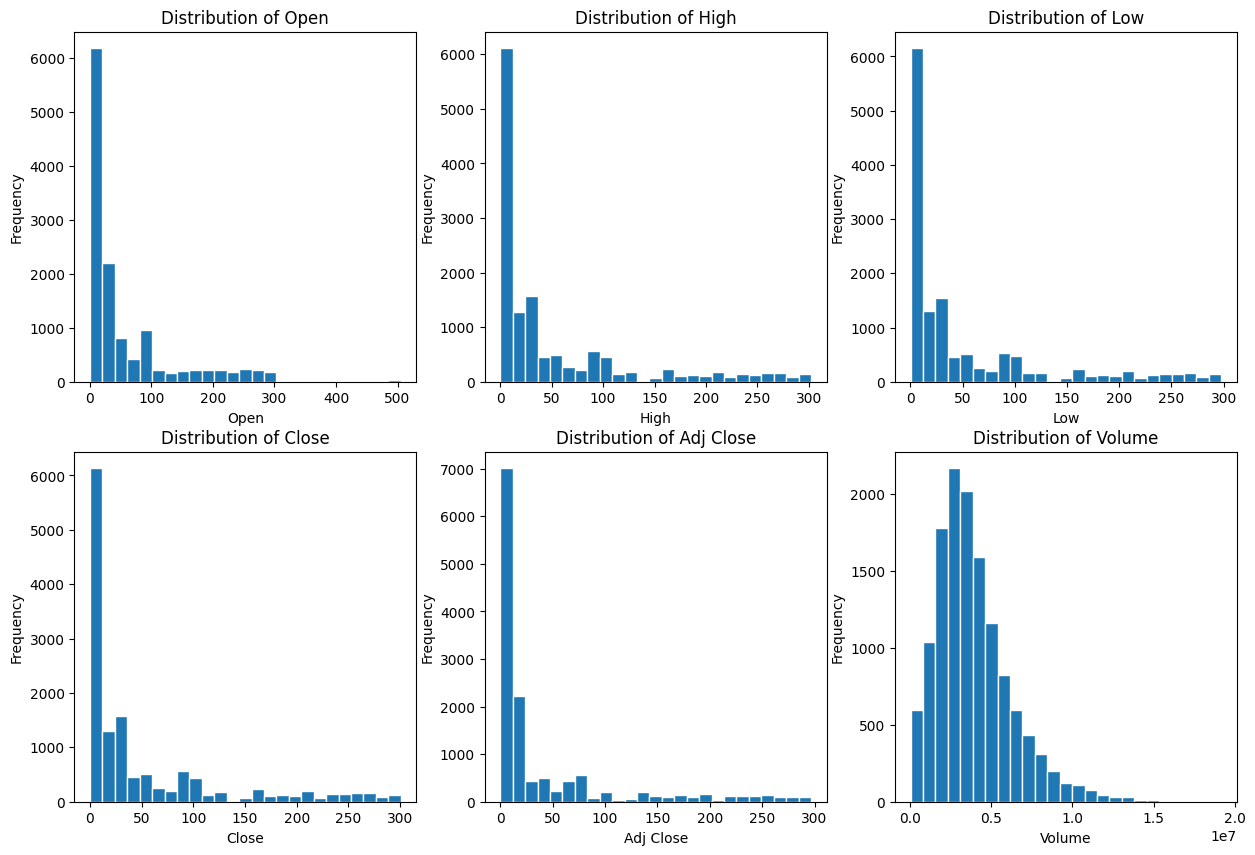 Distribution of Open
6000
5000
4000
3000
2000
1000
0
Frequency
0 100 200 300 400 500
Open
Distribution of High
6000
5000
4000
3000
2000
1000
0
Frequency
0 50 100 150 200 250 300
High
Distribution of Low
6000
5000
4000
3000
2000
1000
0
Frequency
0 50 100 150 200 250 300
Low
Distribution of Close
6000
5000
4000
3000
2000
1000
0
Frequency
0 50 100 150 200 250 300
Close
Distribution of Adj Close
7000
6000
5000
4000
3000
2000
1000
0
Frequency
0 50 100 150 200 250 300
Adj Close
Distribution of Volume
2000
1500
1000
500
0
Frequency
0.0 0.5 1.0 1.5 2.0
1e7
Volume